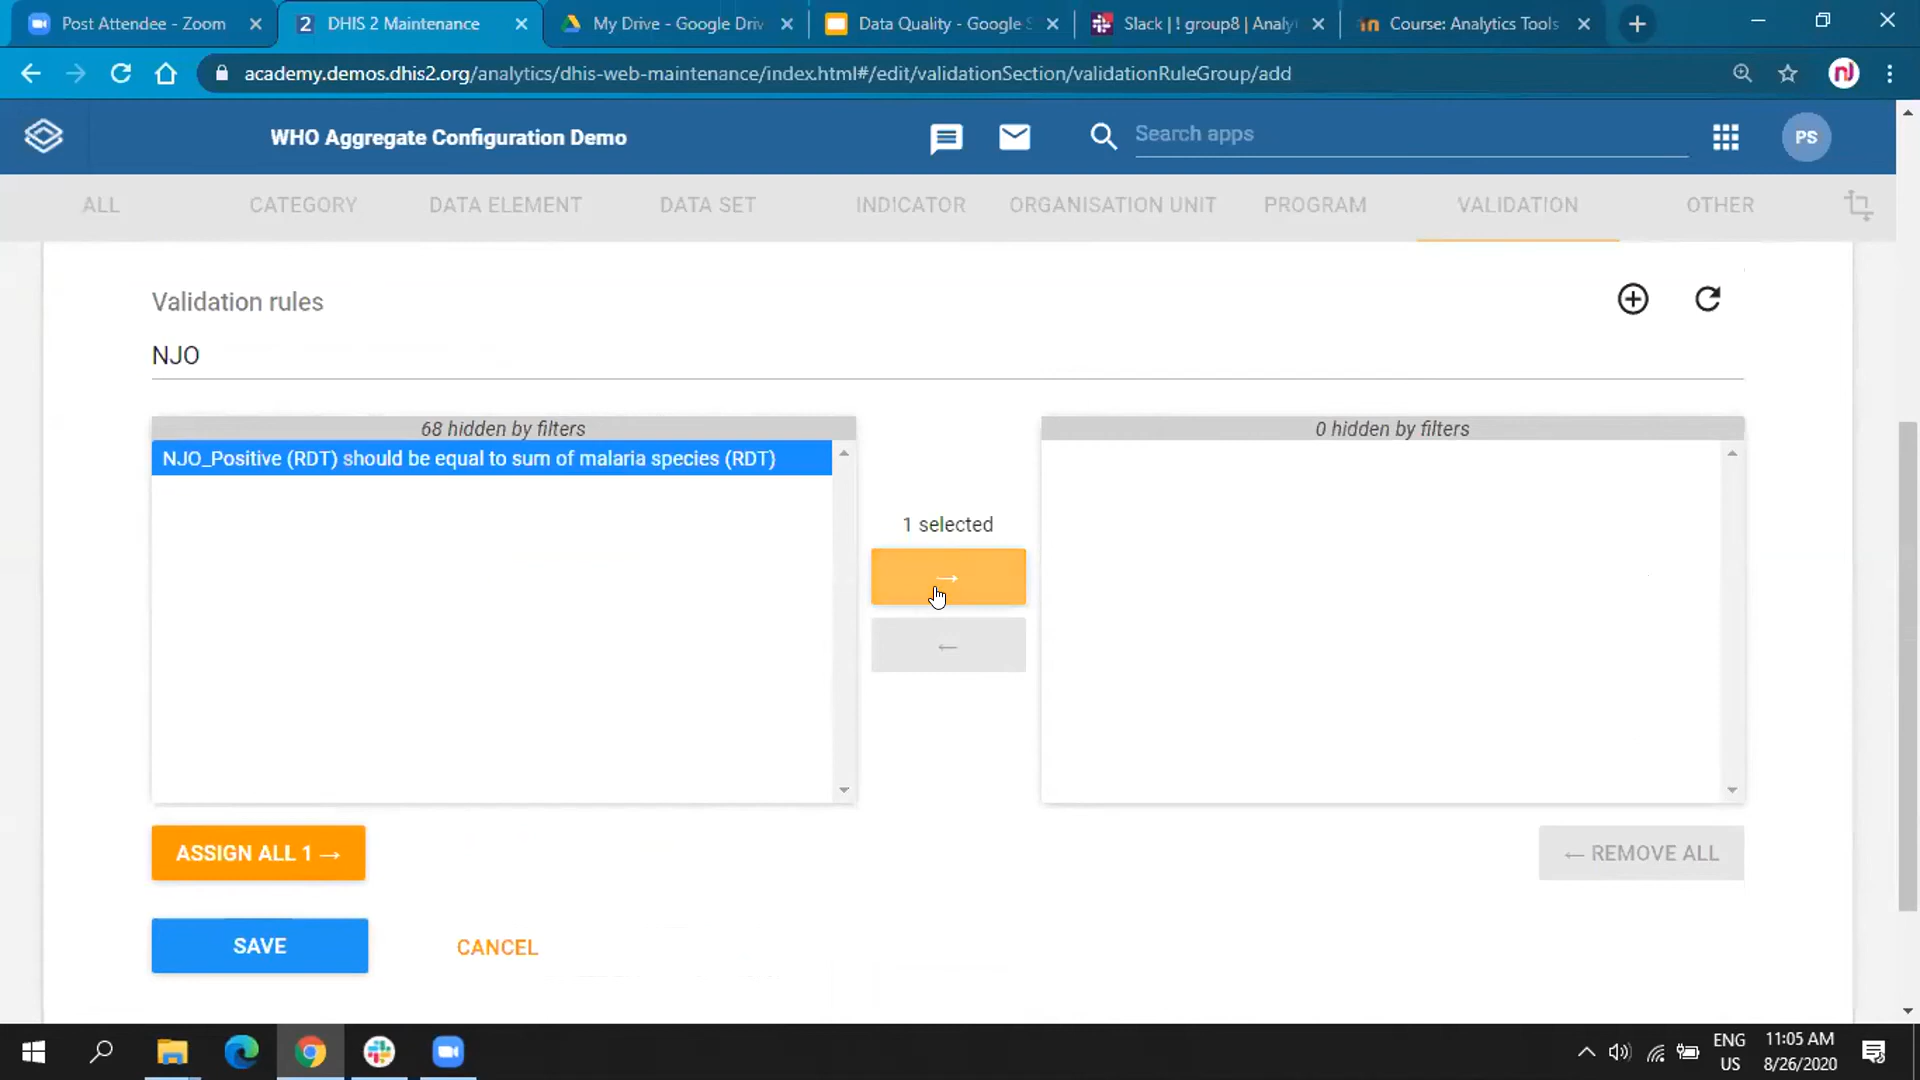 Post Attendee - Zoom
2 DHIS 2 Maintenance
My Drive - Google Driv
Data Quality - Google S
Slack | ! group8 | Analyt
Course: Analytics Tools
academy.demos.dhis2.org/analytics/dhis-web-maintenance/index.html#/edit/validationSection/validationRuleGroup/add
nJ
WHO Aggregate Configuration Demo
Search apps
PS
ALL
CATEGORY
DATA ELEMENT
DATA SET
INDICATOR
ORGANISATION UNIT
PROGRAM
VALIDATION
OTHER
Validation rules
NJO
68 hidden by filters
0 hidden by filters
NJO_Positive (RDT) should be equal to sum of malaria species (RDT)
1 selected
→
←
ASSIGN ALL 1 →
← REMOVE ALL
SAVE
CANCEL
ENG
US
11:05 AM
8/26/2020